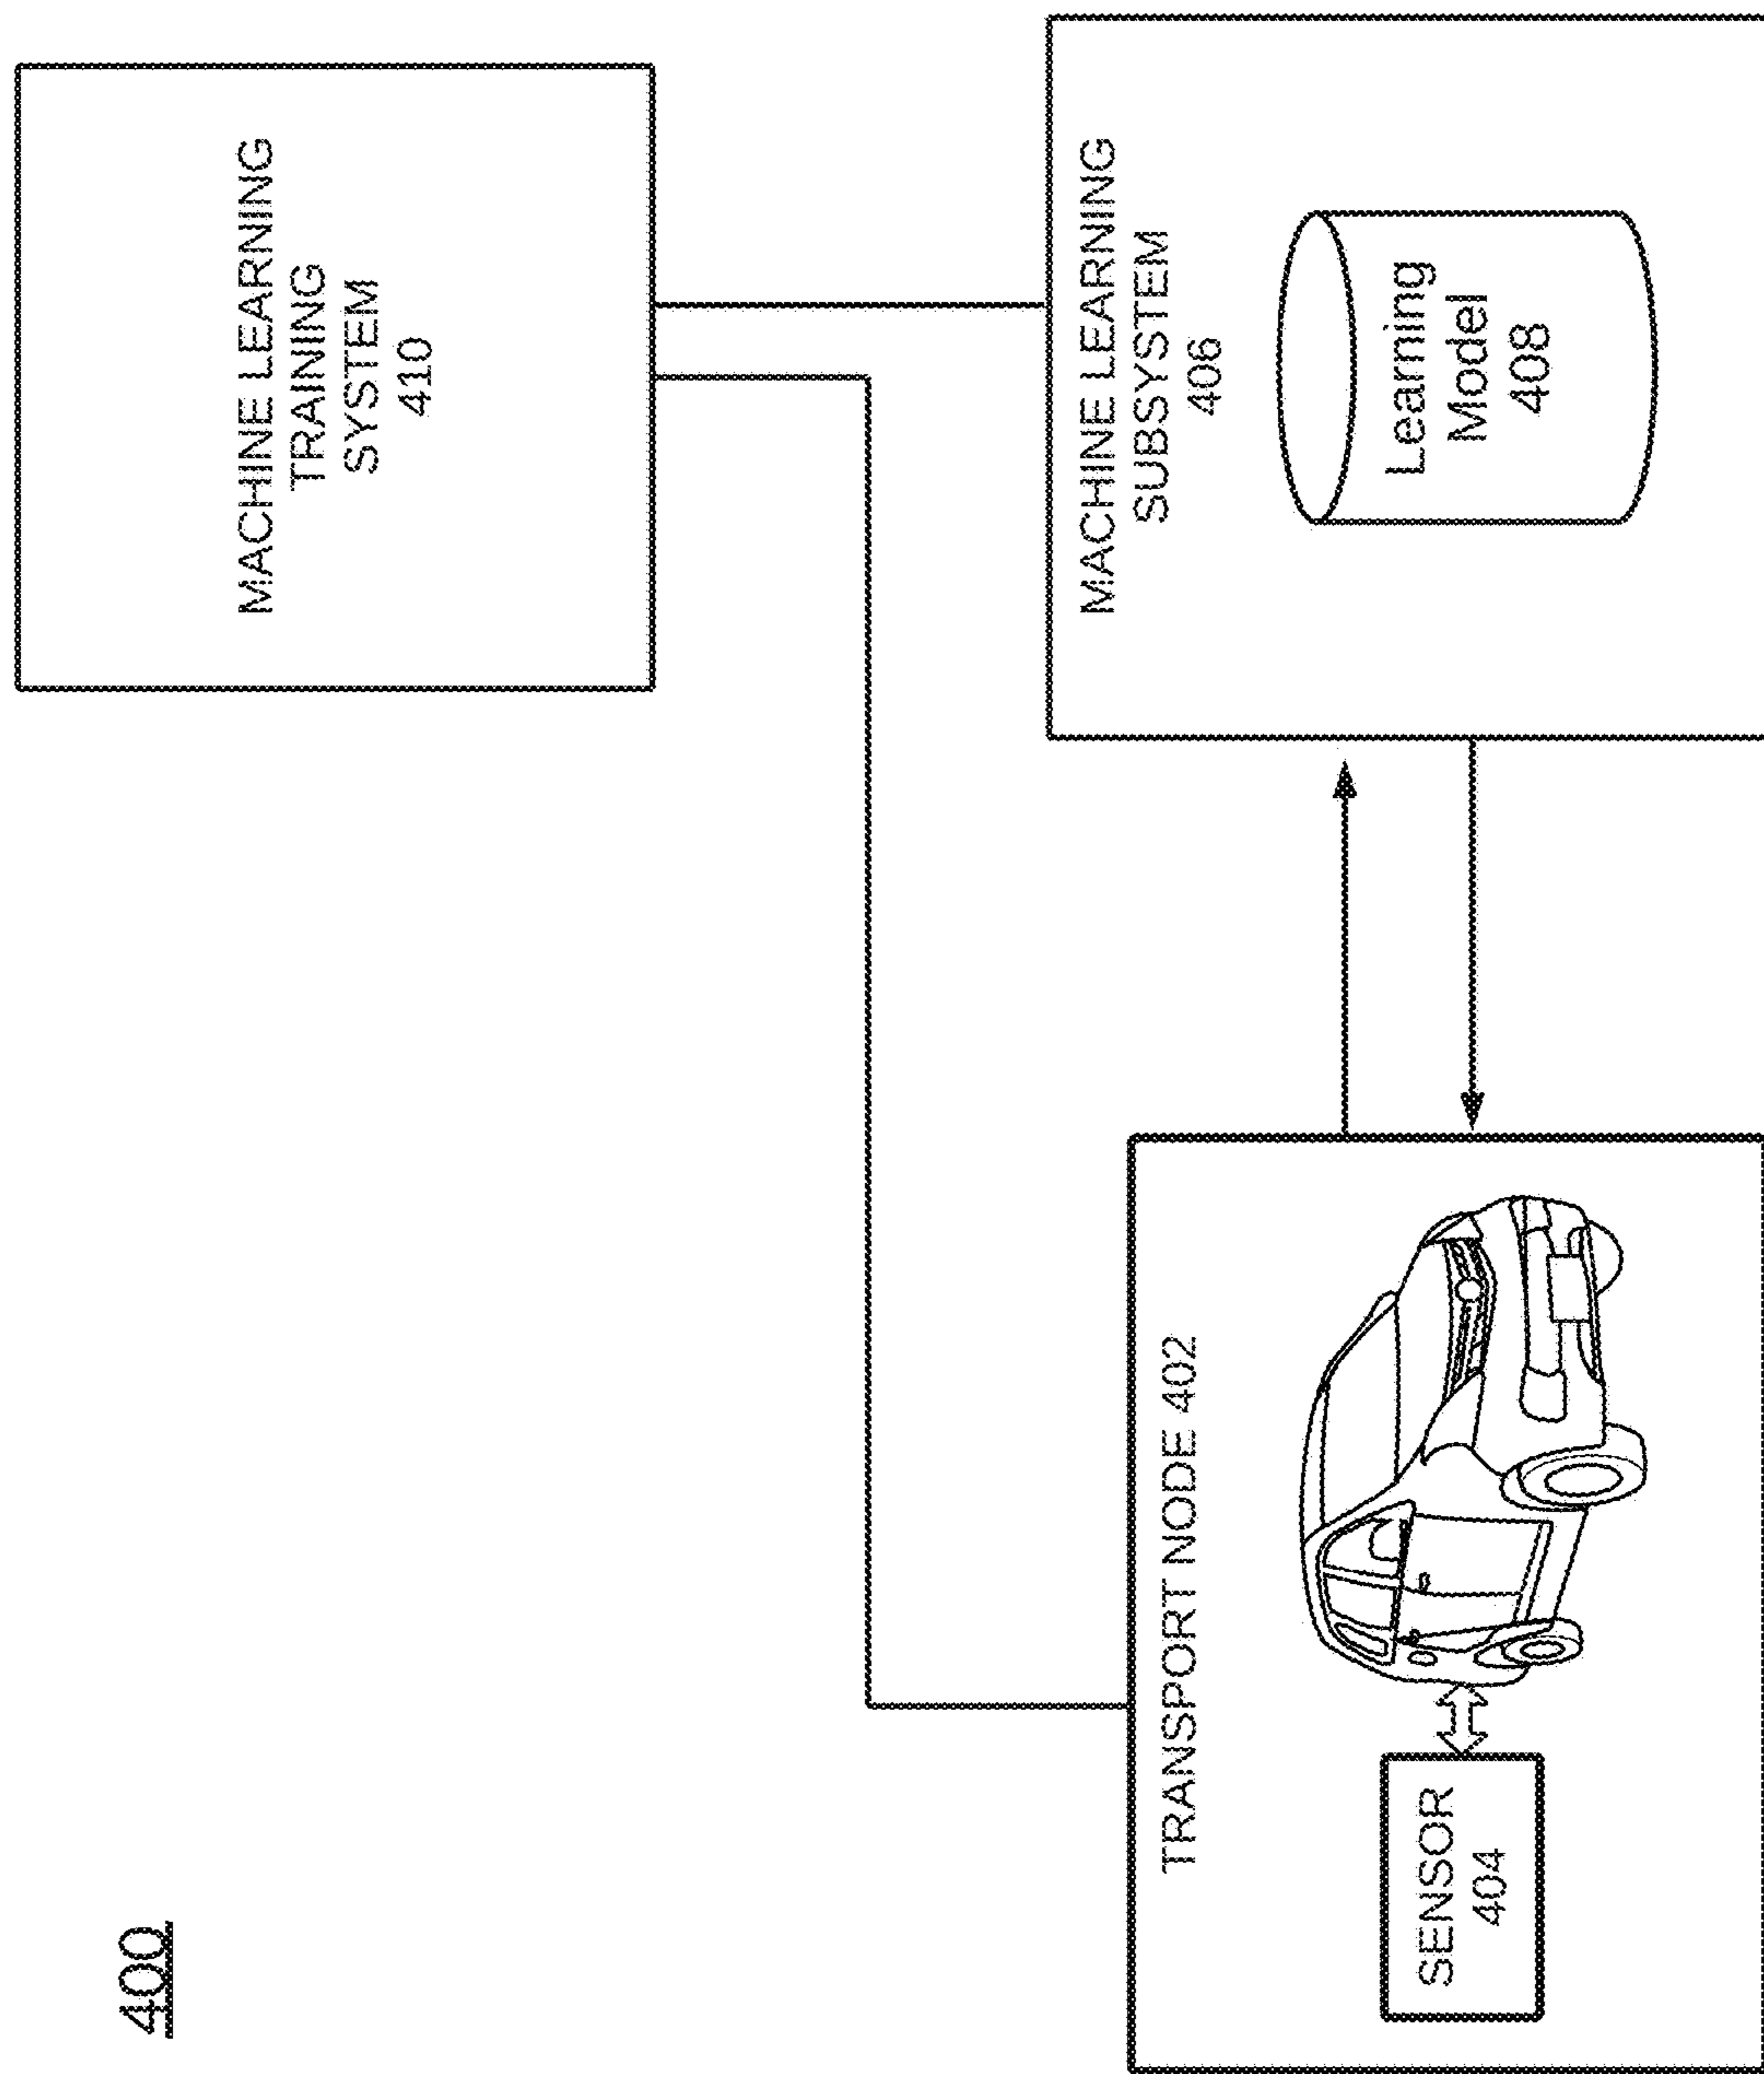 400
MACHINE LEARNING
TRAINING
SYSTEM
410
TRANSPORT NODE 402
SENSOR
404
MACHINE LEARNING
SUBSYSTEM
406
Learning
Model
408